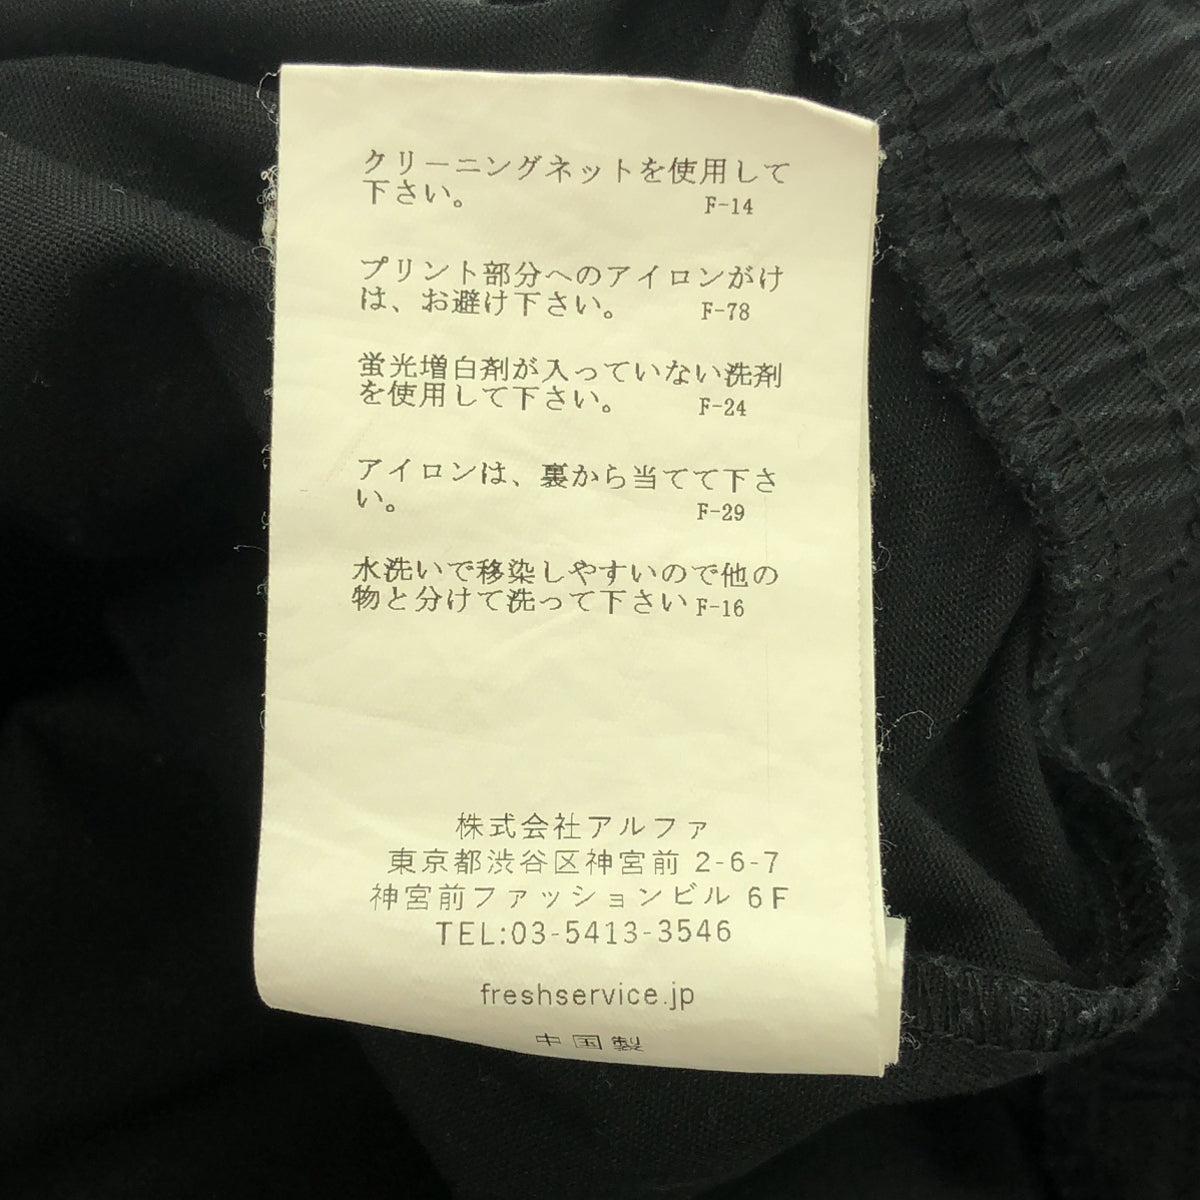 クリーニングネットを使用して
下さい。 F-14
プリント部分へのアイロンがけ
は、お避け下さい。 F-78
蛍光増白剤が入っていない洗剤
を使用して下さい。 F-24
アイロンは、裏から当てて下さ
い。 F-29
水洗いで移染しやすいので他の
物と分けて洗って下さい F-16
株式会社アルファ
東京都渋谷区神宮前 2-6-7
神宮前ファッションビル 6F
TEL:03-5413-3546
freshservice.jp
中国製